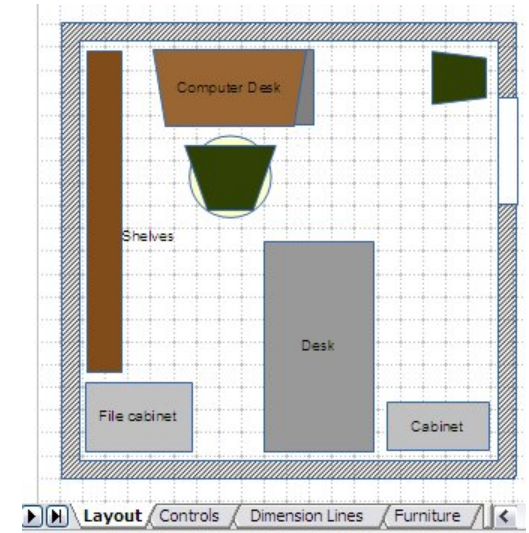 Computer Desk
Shelves
Desk
File cabinet
Cabinet
Layout Controls Dimension Lines Furniture